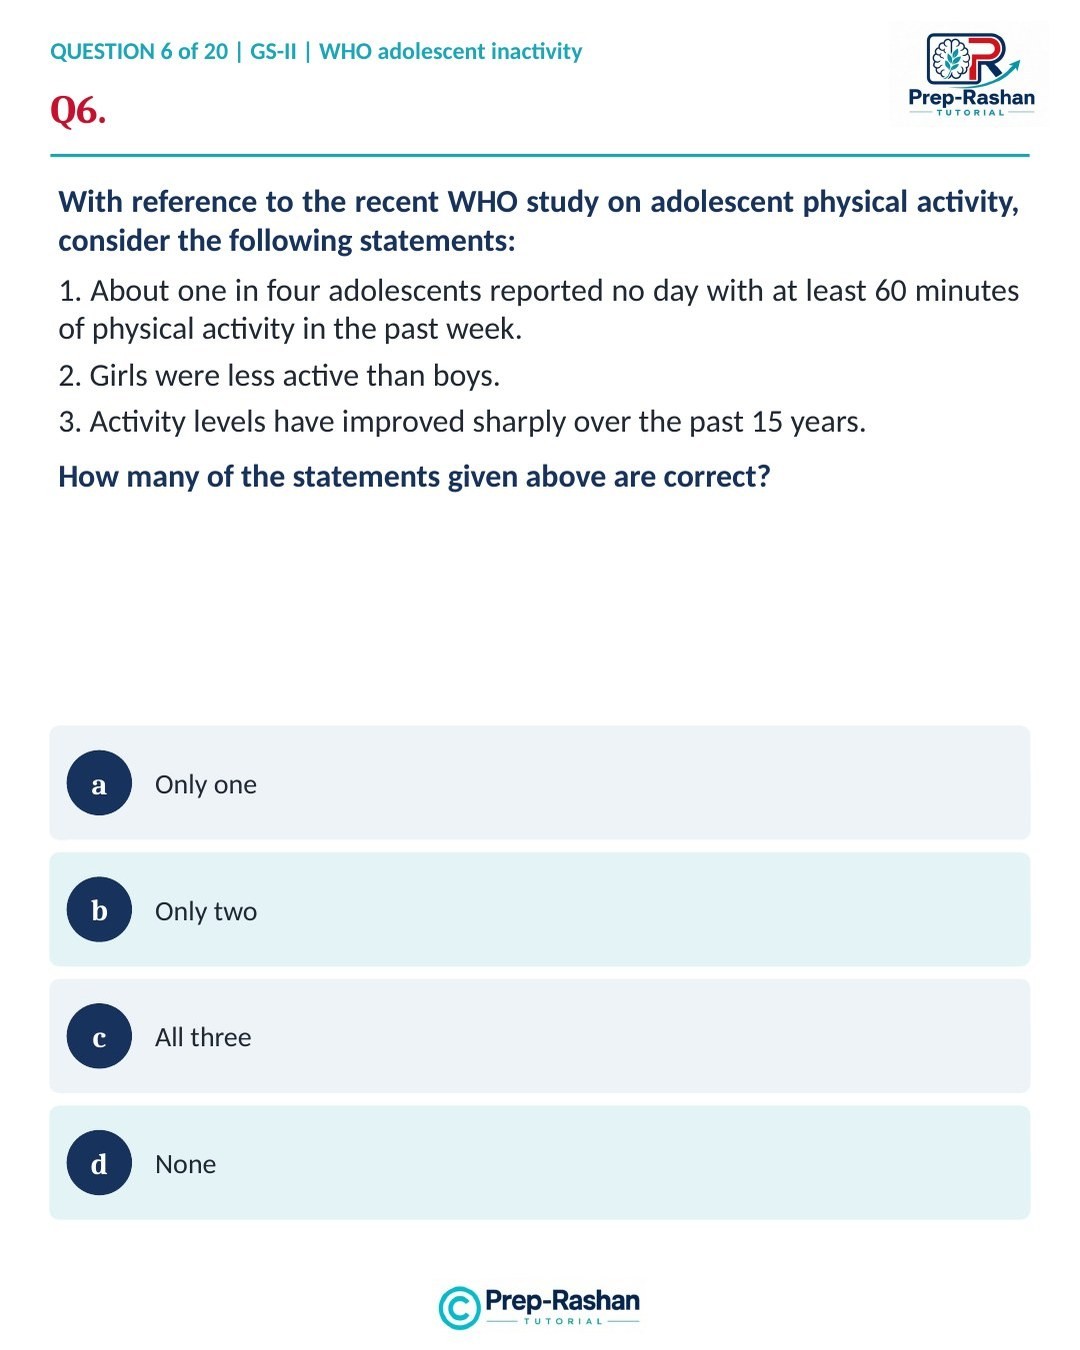 QUESTION 6 of 20 | GS-II | WHO adolescent inactivity
Prep-Rashan
TUTORIAL
Q6.
With reference to the recent WHO study on adolescent physical activity,
consider the following statements:
1. About one in four adolescents reported no day with at least 60 minutes
of physical activity in the past week.
2. Girls were less active than boys.
3. Activity levels have improved sharply over the past 15 years.
How many of the statements given above are correct?
a Only one
b Only two
c All three
d None
© Prep-Rashan
TUTORIAL